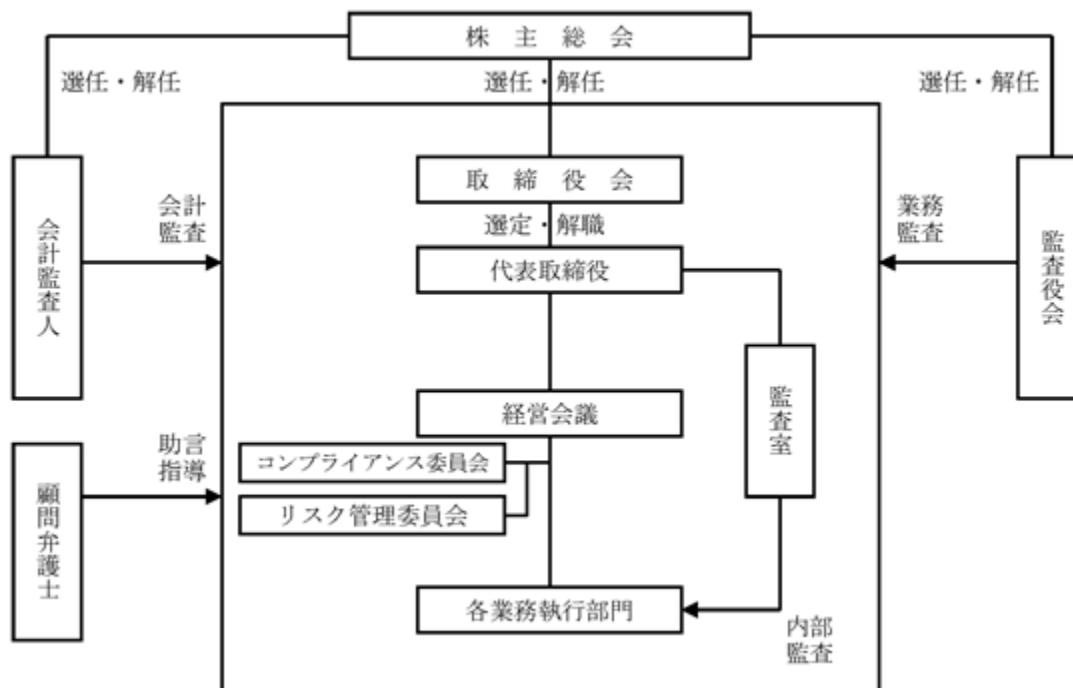 株主総会
選任・解任
選任・解任
選任・解任
取締役会
選定・解職
代表取締役
会計監査人
会計
監査
業務
監査
監査役会
経営会議
監査室
コンプライアンス委員会
リスク管理委員会
顧問弁護士
助言
指導
各業務執行部門
内部
監査